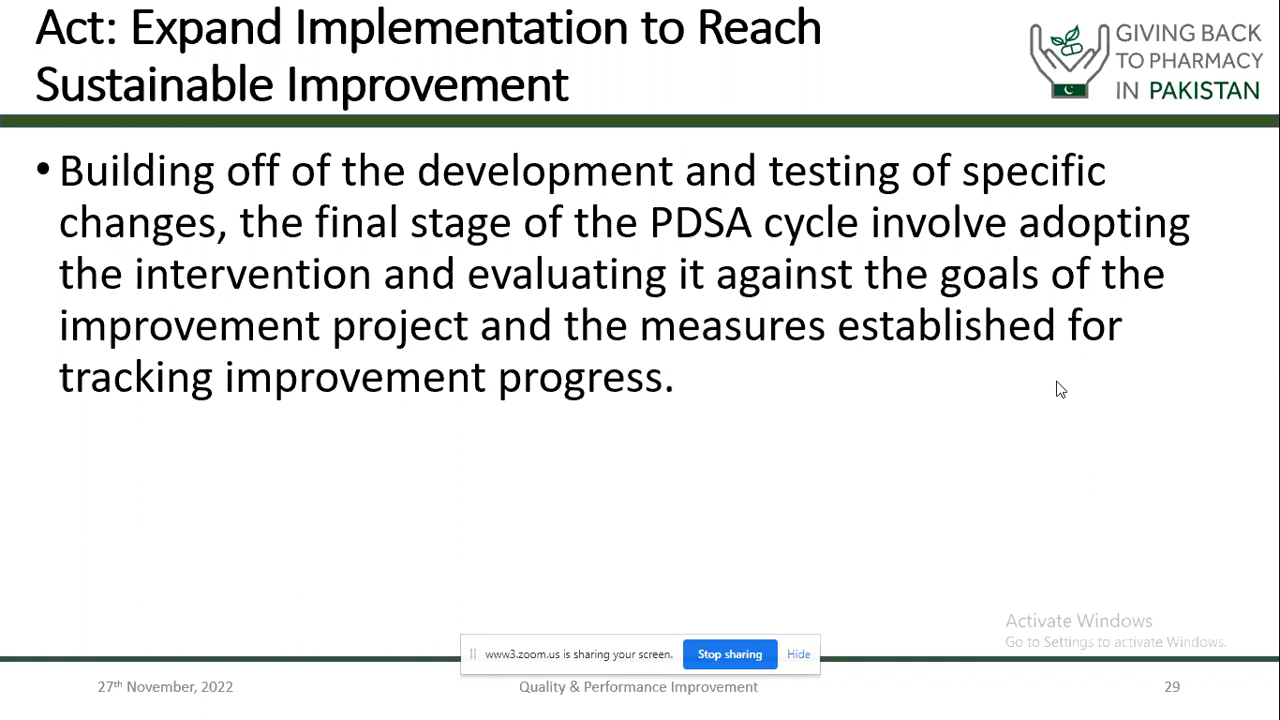 Act: Expand Implementation to Reach
Sustainable Improvement
GIVING BACK
TO PHARMACY
IN PAKISTAN
• Building off of the development and testing of specific
changes, the final stage of the PDSA cycle involve adopting
the intervention and evaluating it against the goals of the
improvement project and the measures established for
tracking improvement progress.
Activate Windows
Go to Settings to activate Windows.
www3.zoom.us is sharing your screen.
Stop sharing
Hide
27th November, 2022
Quality & Performance Improvement
29